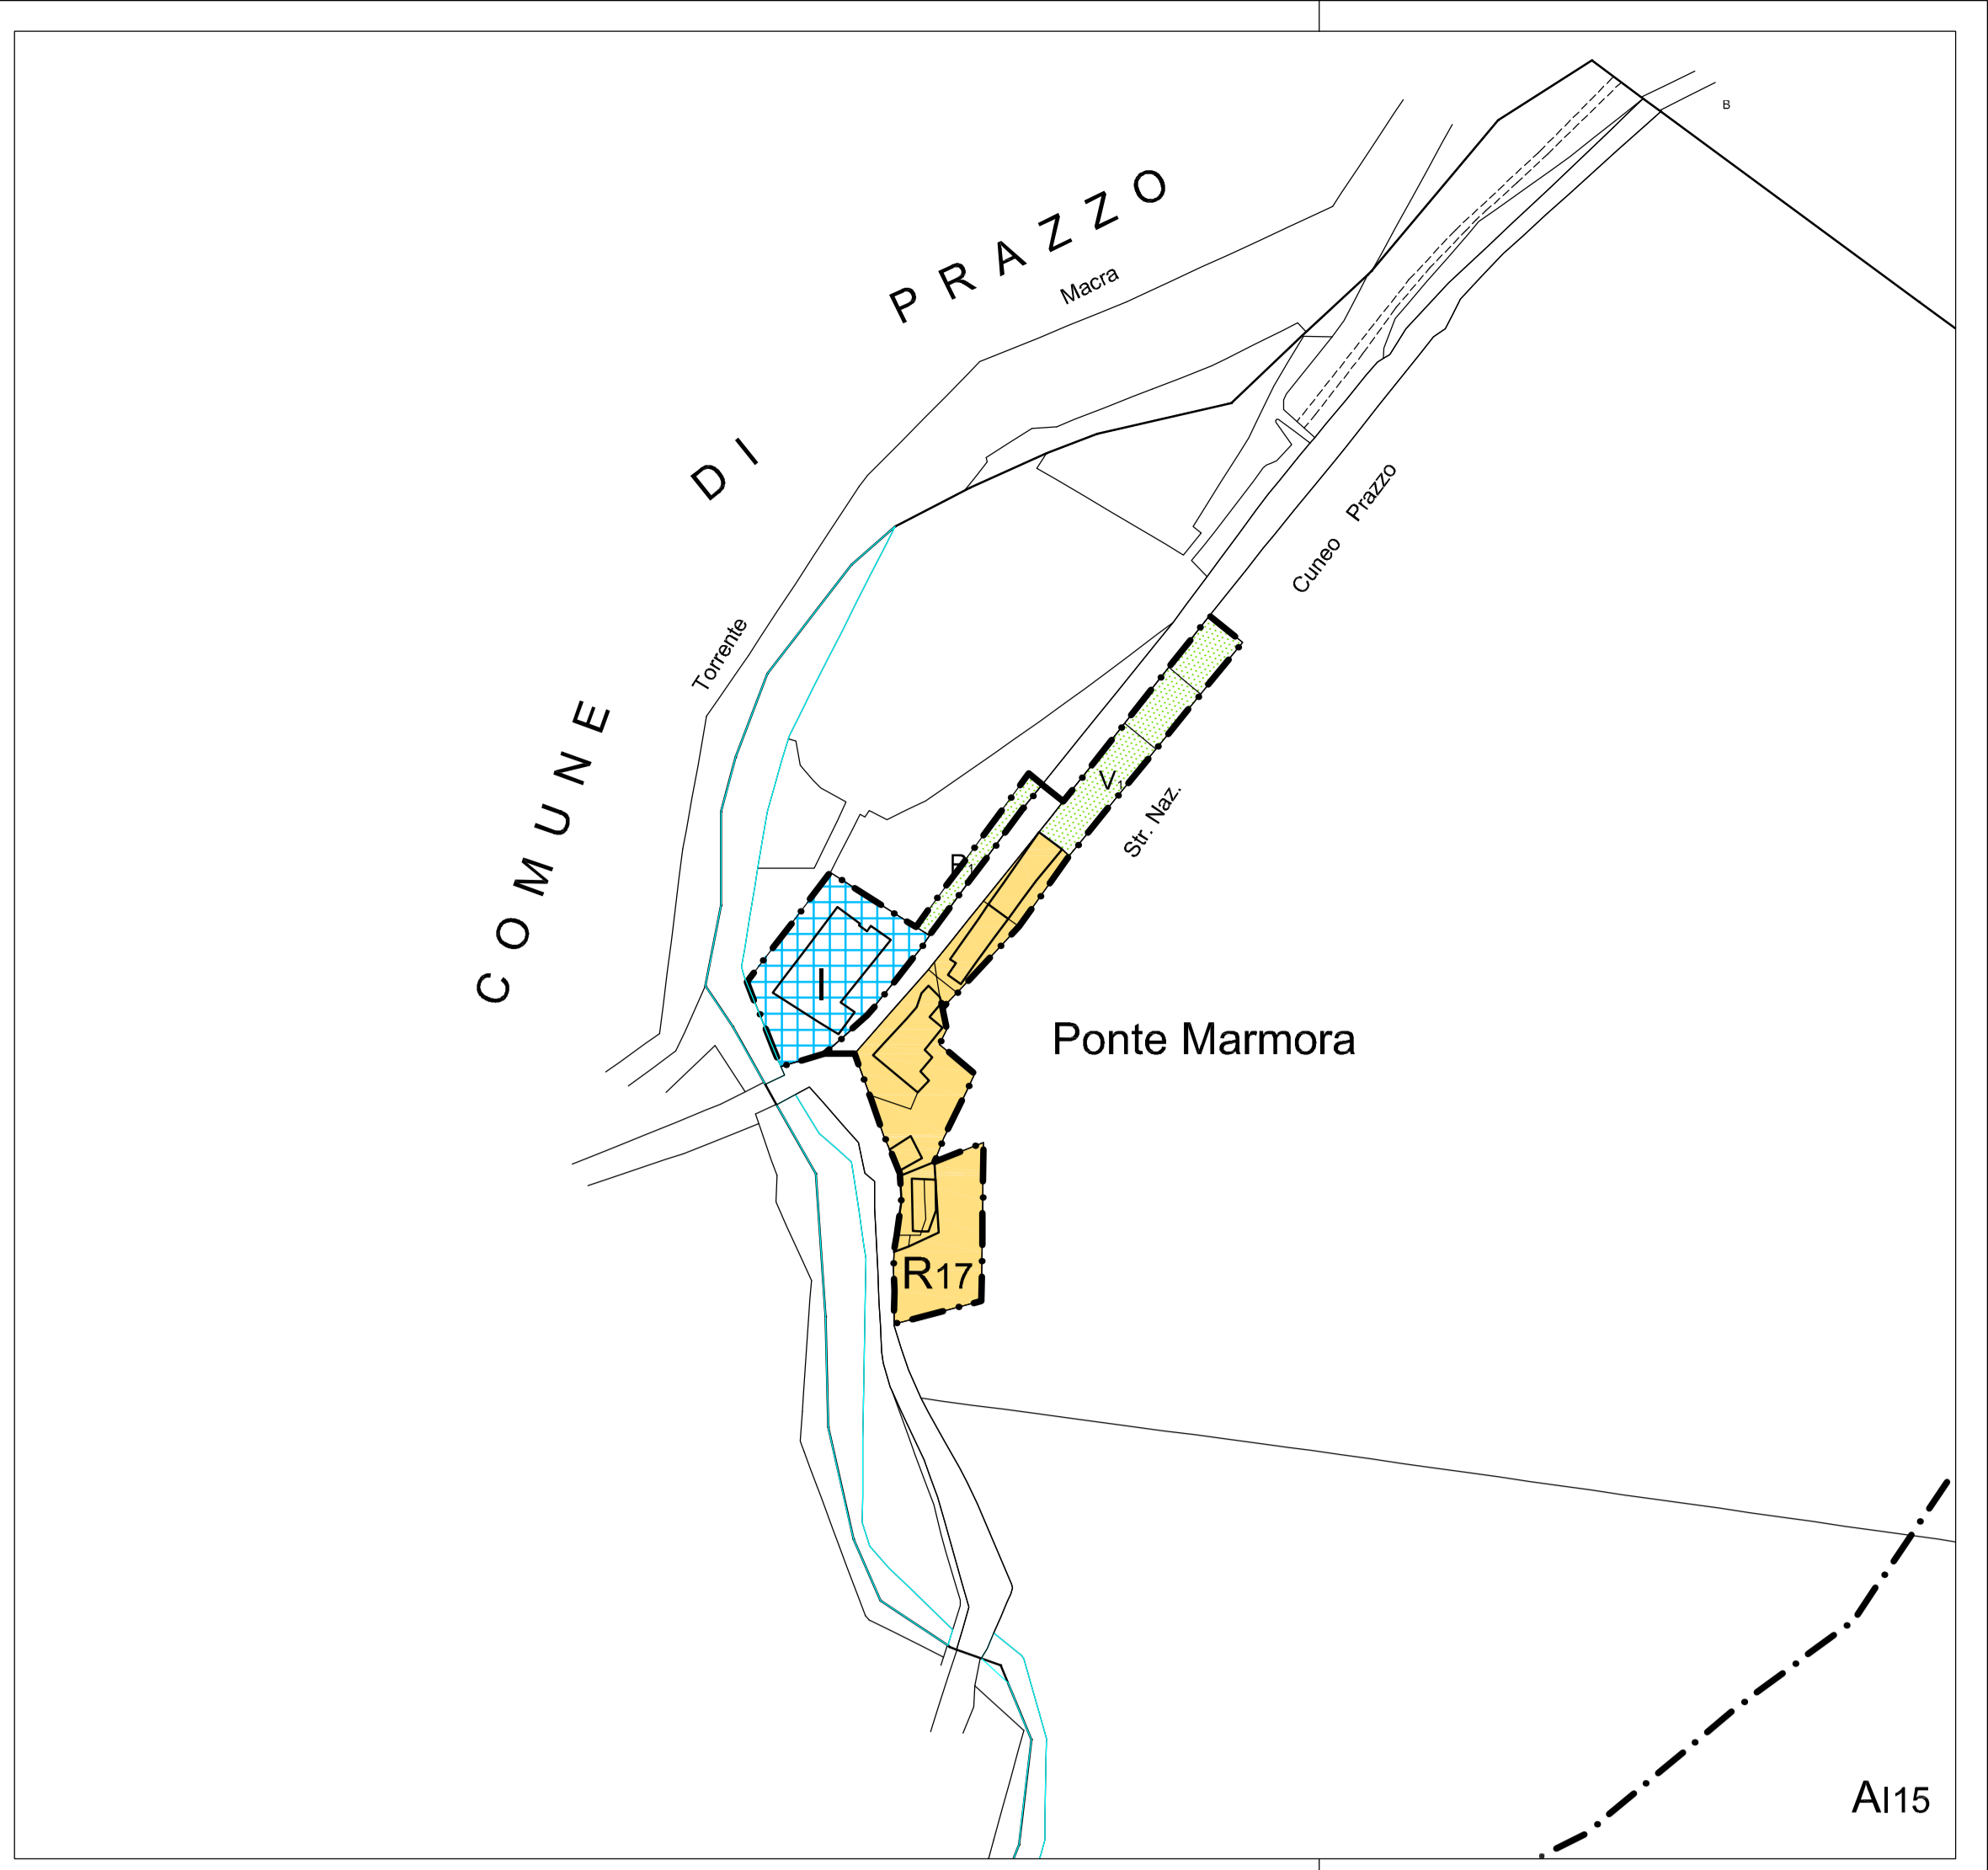 B
COMUNE DI PRAZZO
Torrente Macra
Cuneo Prazzo
Str. Naz.
V1
I
Ponte Marmora
R17
AI15